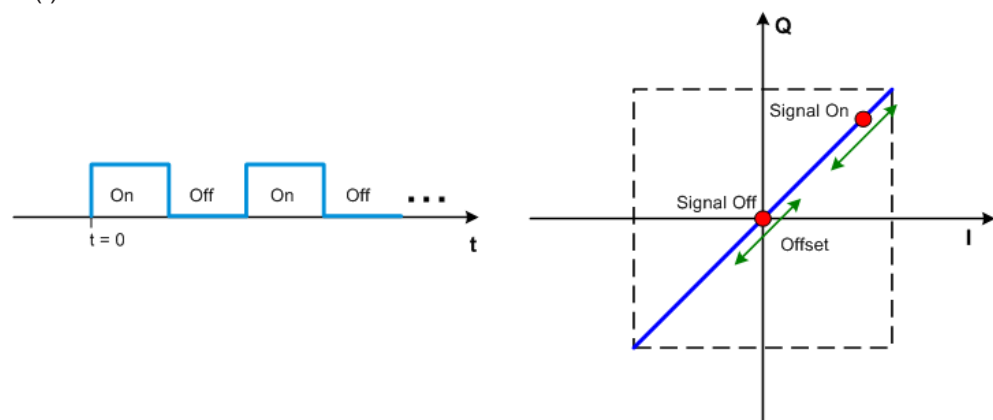 Q
Signal On
On
Off
On
Off
...
Signal Off
t = 0
t
Offset
I